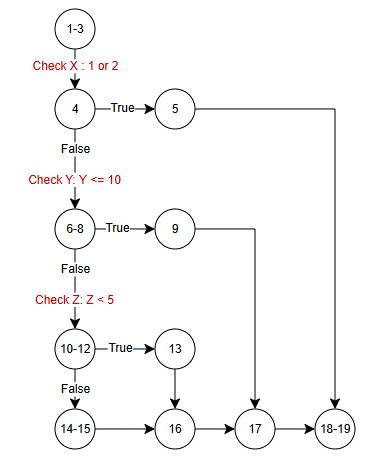 1-3
Check X : 1 or 2
4
True
5
False
Check Y: Y <= 10
6-8
True
9
False
Check Z: Z < 5
10-12
True
13
False
14-15
16
17
18-19